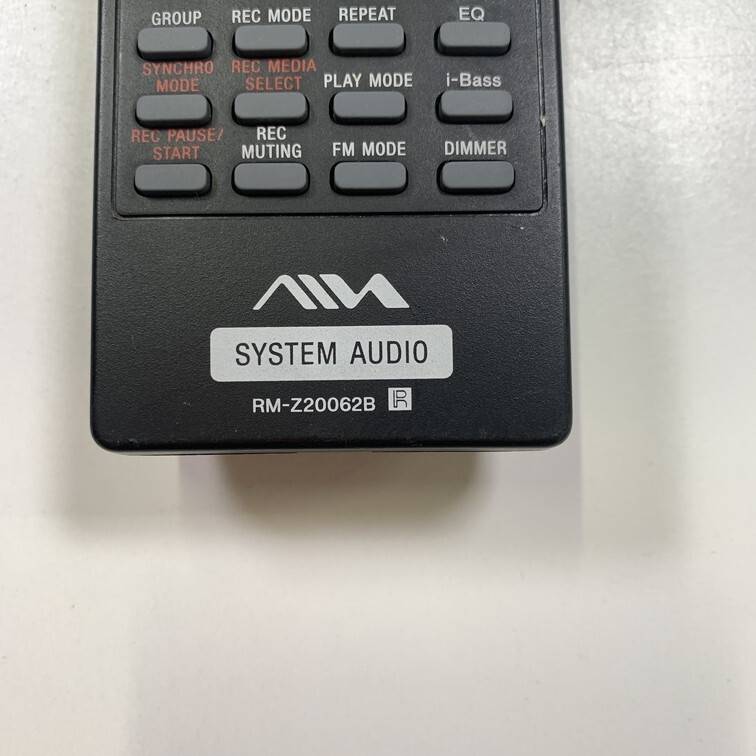 GROUP REC MODE REPEAT EQ
SYNCHRO MODE REC MEDIA SELECT PLAY MODE i-Bass
REC PAUSE/ START REC MUTING FM MODE DIMMER
AIWA
SYSTEM AUDIO
RM-Z20062B R